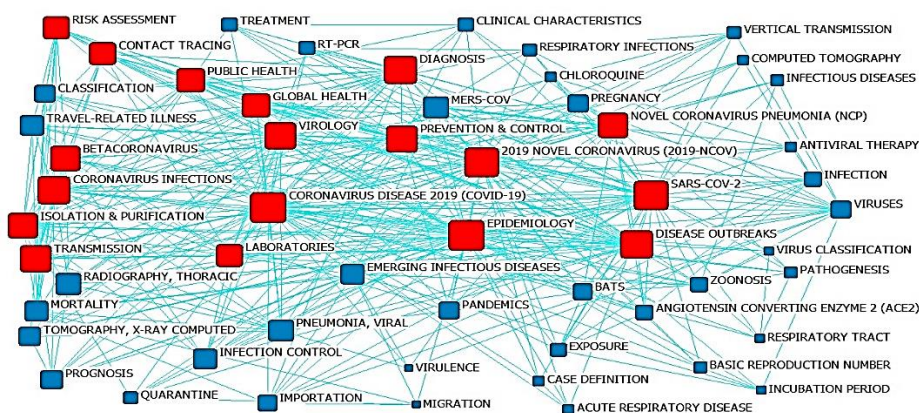 RISK ASSESSMENT
TREATMENT
CLINICAL CHARACTERISTICS
VERTICAL TRANSMISSION
CONTACT TRACING
RT-PCR
RESPIRATORY INFECTIONS
DIAGNOSIS
COMPUTED TOMOGRAPHY
PUBLIC HEALTH
CHLOROQUINE
INFECTIOUS DISEASES
CLASSIFICATION
GLOBAL HEALTH
MERS-COV
PREGNANCY
TRAVEL-RELATED ILLNESS
VIROLOGY
PREVENTION & CONTROL
NOVEL CORONAVIRUS PNEUMONIA (NCP)
BETACORONAVIRUS
2019 NOVEL CORONAVIRUS (2019-NCOV)
ANTIVIRAL THERAPY
CORONAVIRUS INFECTIONS
CORONAVIRUS DISEASE 2019 (COVID-19)
SARS-COV-2
INFECTION
VIRUSES
ISOLATION & PURIFICATION
EPIDEMIOLOGY
DISEASE OUTBREAKS
TRANSMISSION
LABORATORIES
VIRUS CLASSIFICATION
RADIOGRAPHY, THORACIC
EMERGING INFECTIOUS DISEASES
BATS
ZOONOSIS
PATHOGENESIS
MORTALITY
PANDEMICS
ANGIOTENSIN CONVERTING ENZYME 2 (ACE2)
TOMOGRAPHY, X-RAY COMPUTED
PNEUMONIA, VIRAL
RESPIRATORY TRACT
INFECTION CONTROL
EXPOSURE
VIRULENCE
BASIC REPRODUCTION NUMBER
PROGNOSIS
CASE DEFINITION
INCUBATION PERIOD
QUARANTINE
IMPORTATION
MIGRATION
ACUTE RESPIRATORY DISEASE